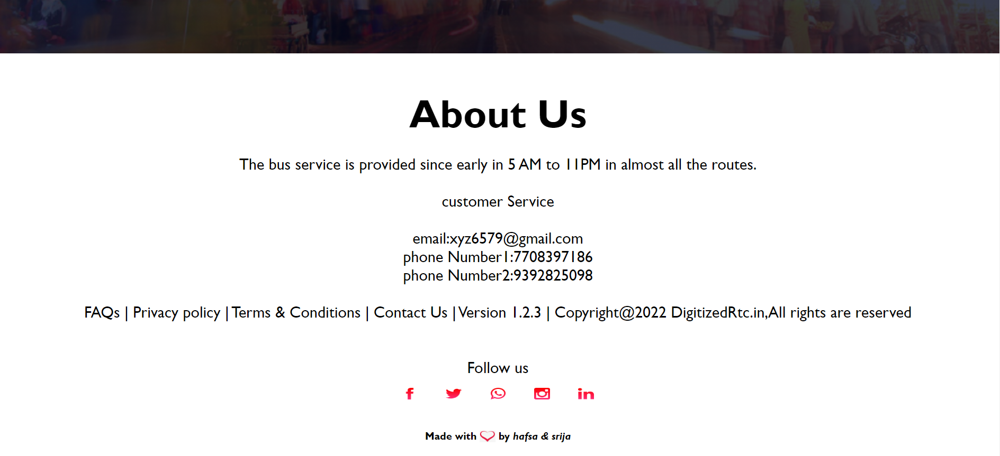 About Us
The bus service is provided since early in 5 AM to 11PM in almost all the routes.
customer Service
email:xyz6579@gmail.com
phone Number1:7708397186
phone Number2:9392825098
FAQs | Privacy policy | Terms & Conditions | Contact Us | Version 1.2.3 | Copyright@2022 DigitizedRtc.in,All rights are reserved
Follow us
Made with by hafsa & srija